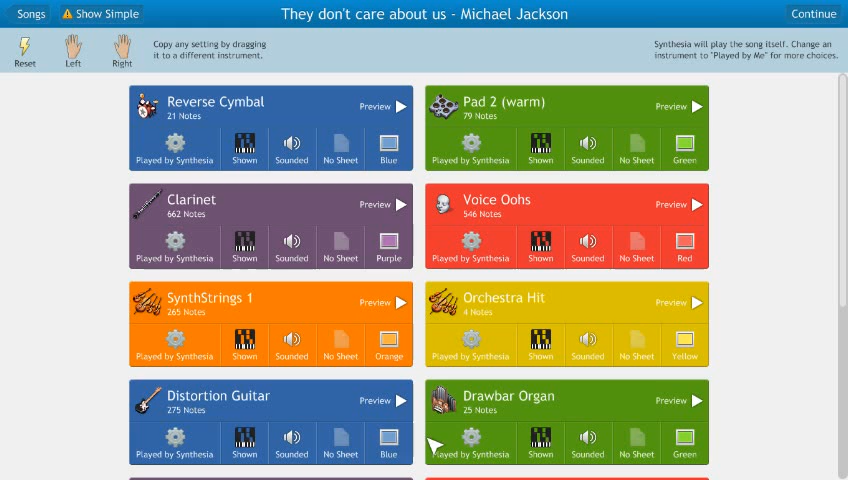 Songs
Show Simple
They don't care about us - Michael Jackson
Continue
Reset
Left
Right
Copy any setting by dragging
it to a different instrument.
Synthesia will play the song itself. Change an
instrument to "Played by Me" for more choices.
Reverse Cymbal
21 Notes
Preview
Played by Synthesia
Shown
Sounded
No Sheet
Blue
Pad 2 (warm)
79 Notes
Preview
Played by Synthesia
Shown
Sounded
No Sheet
Green
Clarinet
662 Notes
Preview
Played by Synthesia
Shown
Sounded
No Sheet
Purple
Voice Oohs
546 Notes
Preview
Played by Synthesia
Shown
Sounded
No Sheet
Red
SynthStrings 1
265 Notes
Preview
Played by Synthesia
Shown
Sounded
No Sheet
Orange
Orchestra Hit
4 Notes
Preview
Played by Synthesia
Shown
Sounded
No Sheet
Yellow
Distortion Guitar
275 Notes
Preview
Played by Synthesia
Shown
Sounded
No Sheet
Blue
Drawbar Organ
25 Notes
Preview
Played by Synthesia
Shown
Sounded
No Sheet
Green